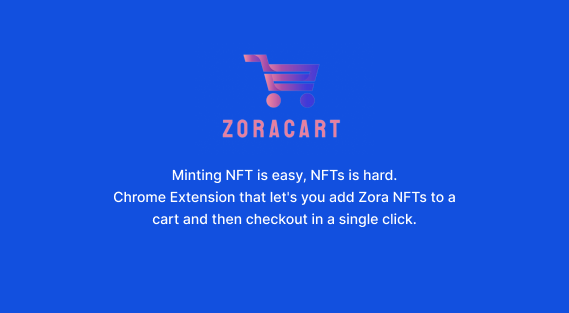 ZORACART
Minting NFT is easy, NFTs is hard.
Chrome Extension that let's you add Zora NFTs to a
cart and then checkout in a single click.